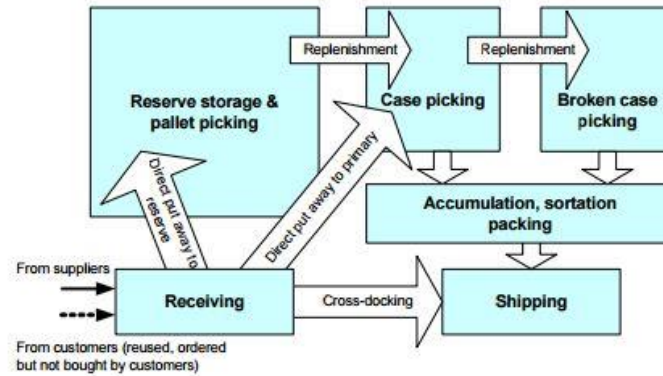 Replenishment
Replenishment
Reserve storage &
pallet picking
Case picking
Broken case
picking
Direct put away to
reserve
Direct put away to primary
Accumulation, sortation
packing
From suppliers
Receiving
Cross-docking
Shipping
From customers (reused, ordered
but not bought by customers)